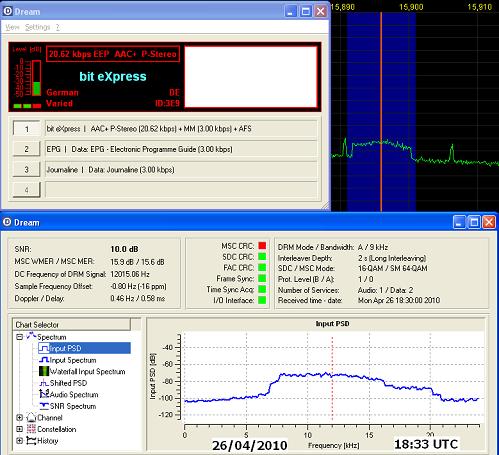 Dream
View Settings ?
Level [dB]
0
-10
-20
-30
-40
-50
20.62 kbps EEP AAC+ P-Stereo
bit eXpress
German DE
Varied ID:3E9
1 bit eXpress | AAC+ P-Stereo (20.62 kbps) + MM (3.00 kbps) + AFS
2 EPG | Data: EPG - Electronic Programme Guide (3.00 kbps)
3 Journaline | Data: Journaline (3.00 kbps)
4
15,890 15,900 15,910
Dream
SNR: 10.0 dB
MSC WMER / MSC MER: 15.9 dB / 15.6 dB
DC Frequency of DRM Signal: 12015.06 Hz
Sample Frequency Offset: -0.80 Hz (-16 ppm)
Doppler / Delay: 0.46 Hz / 0.58 ms
MSC CRC:
SDC CRC:
FAC CRC:
Frame Sync:
Time Sync Acq:
I/O Interface:
DRM Mode / Bandwidth: A / 9 kHz
Interleaver Depth: 2 s (Long Interleaving)
SDC / MSC Mode: 16-QAM / SM 64-QAM
Prot. Level (B / A): 1 / 0
Number of Services: Audio: 1 / Data: 2
Received time - date: Mon Apr 26 18:30:00 2010
Chart Selector
Spectrum
Input PSD
Input Spectrum
Waterfall Input Spectrum
Shifted PSD
Audio Spectrum
SNR Spectrum
Channel
Constellation
History
Input PSD
Input PSD [dB]
-40
-60
-80
-100
-120
0 5 10 15 20
Frequency [kHz]
26/04/2010 18:33 UTC